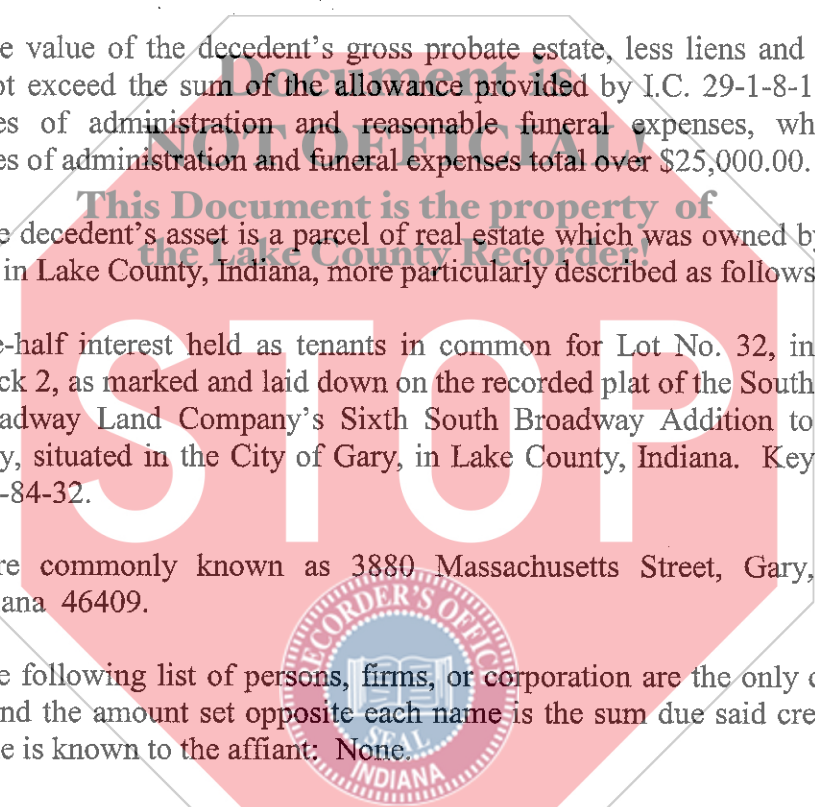 e value of the decedent's gross probate estate, less liens and
ot exceed the sum of the allowance provided by I.C. 29-1-8-1
es of administration and reasonable funeral expenses, wh
es of administration and funeral expenses total over $25,000.00.
Document is
NOT OFFICIAL!
This Document is the property of
the Lake County Recorder!
e decedent's asset is a parcel of real estate which was owned by
in Lake County, Indiana, more particularly described as follows
STOP
e-half interest held as tenants in common for Lot No. 32, in
ck 2, as marked and laid down on the recorded plat of the South
adway Land Company's Sixth South Broadway Addition to
y, situated in the City of Gary, in Lake County, Indiana. Key
-84-32.
re commonly known as 3880 Massachusetts Street, Gary,
iana 46409.
RECORDER'S OFFICE
SEAL
INDIANA
e following list of persons, firms, or corporation are the only c
nd the amount set opposite each name is the sum due said cre
e is known to the affiant: None.